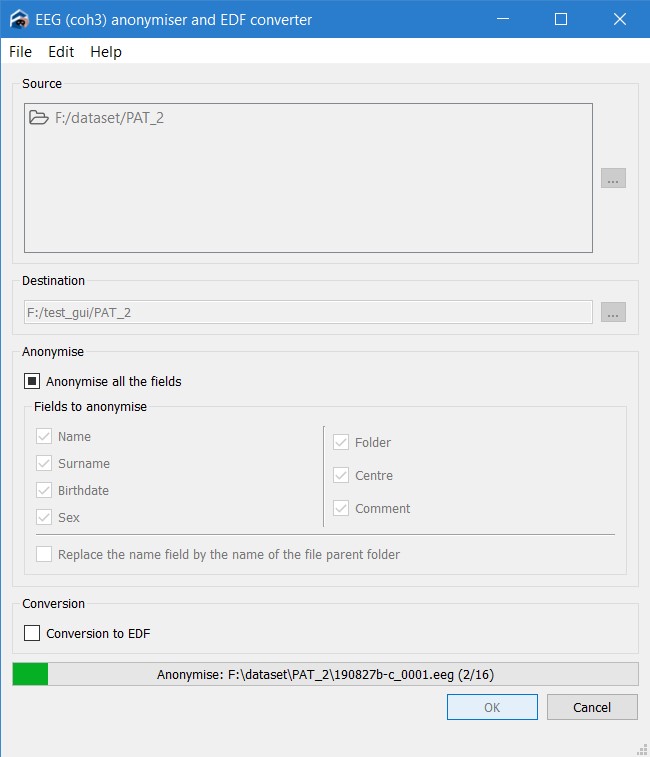 EEG (coh3) anonymiser and EDF converter
File Edit Help
Source
F:/dataset/PAT_2
...
Destination
F:/test_gui/PAT_2
...
Anonymise
Anonymise all the fields
Fields to anonymise
Name
Surname
Birthdate
Sex
Folder
Centre
Comment
Replace the name field by the name of the file parent folder
Conversion
Conversion to EDF
Anonymise: F:\dataset\PAT_2\190827b-c_0001.eeg (2/16)
OK Cancel